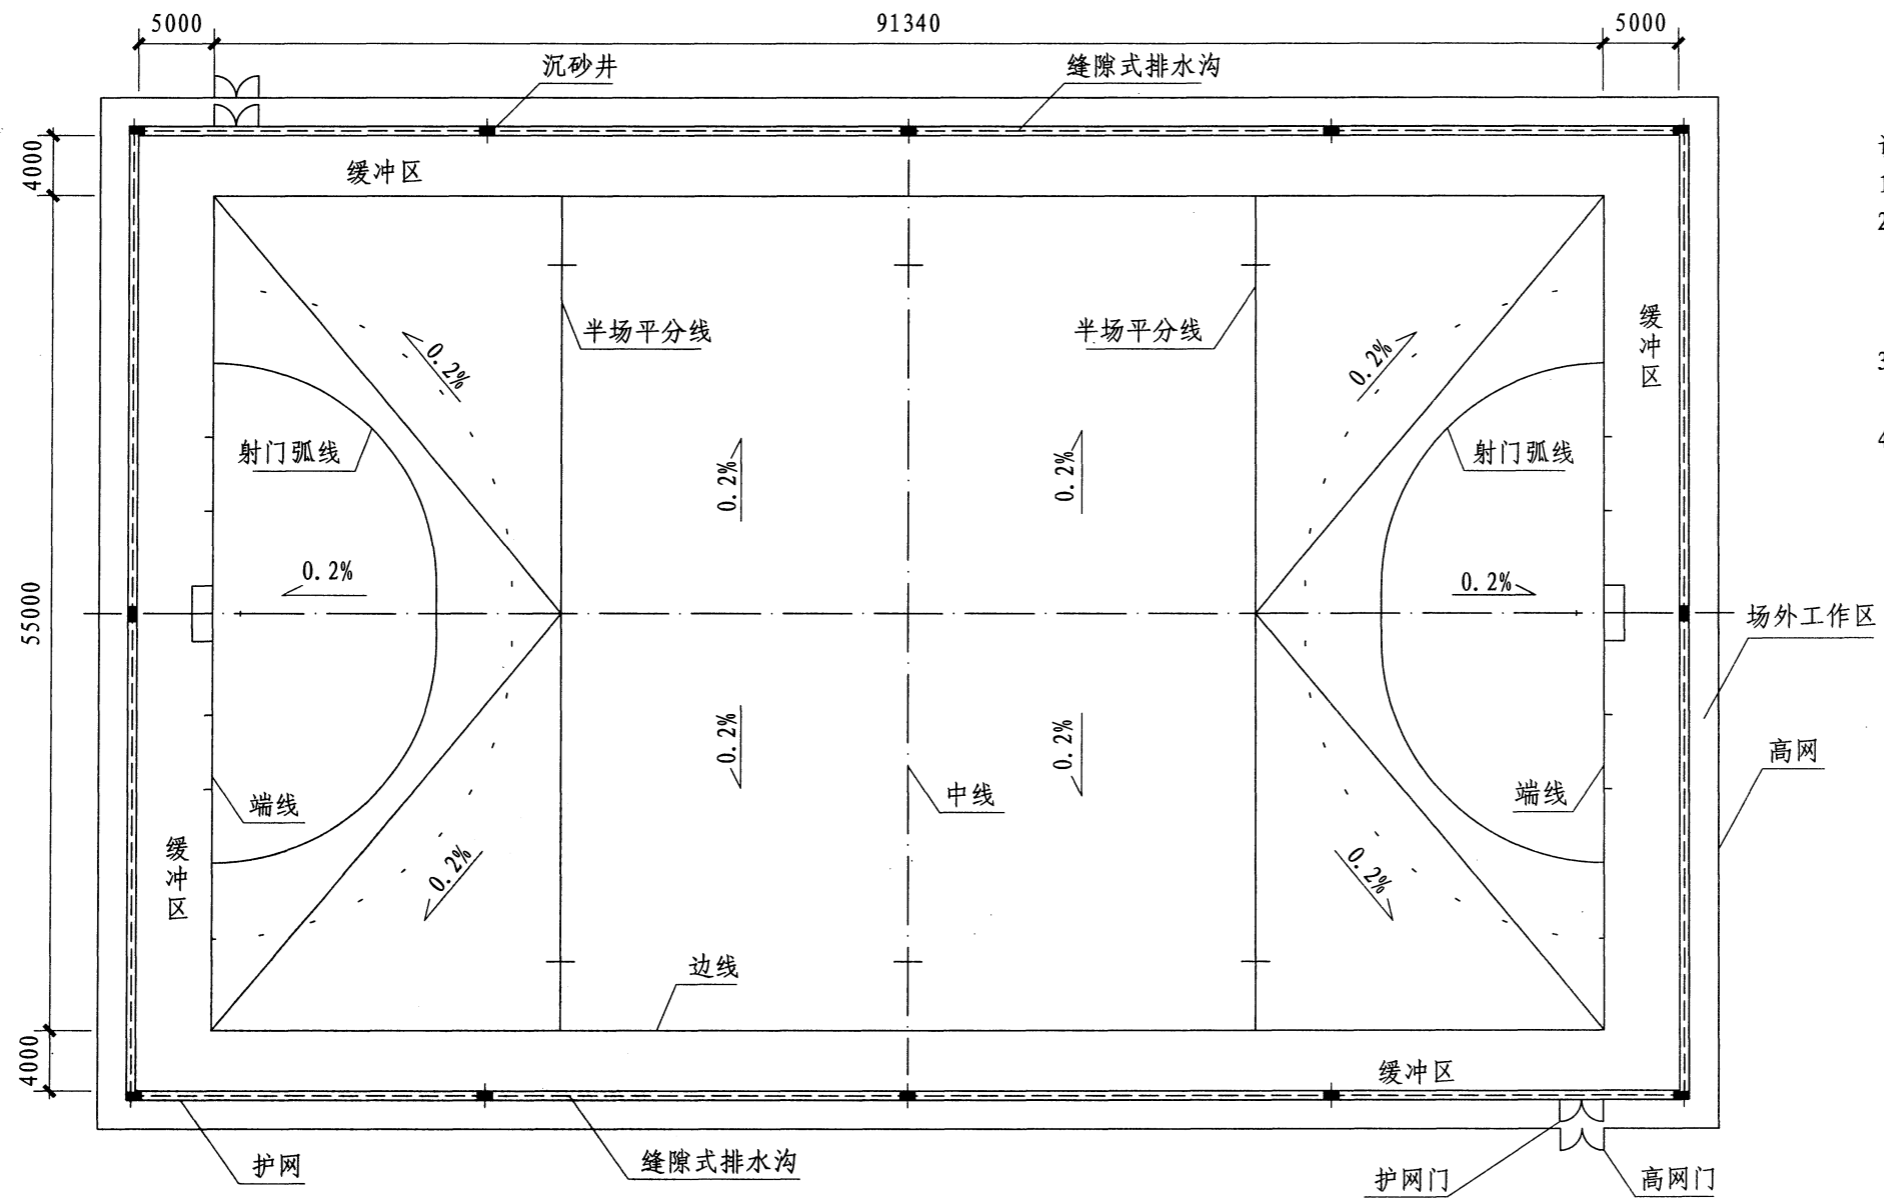 5000
91340
5000
沉砂井
缝隙式排水沟
4000
缓冲区
1
2
3
4
半场平分线
半场平分线
缓冲区
0.2%
0.2%
射门弧线
射门弧线
0.2%
0.2%
0.2%
0.2%
55000
场外工作区
0.2%
0.2%
高网
端线
中线
端线
缓冲区
0.2%
0.2%
边线
4000
缓冲区
护网
缝隙式排水沟
护网门
高网门